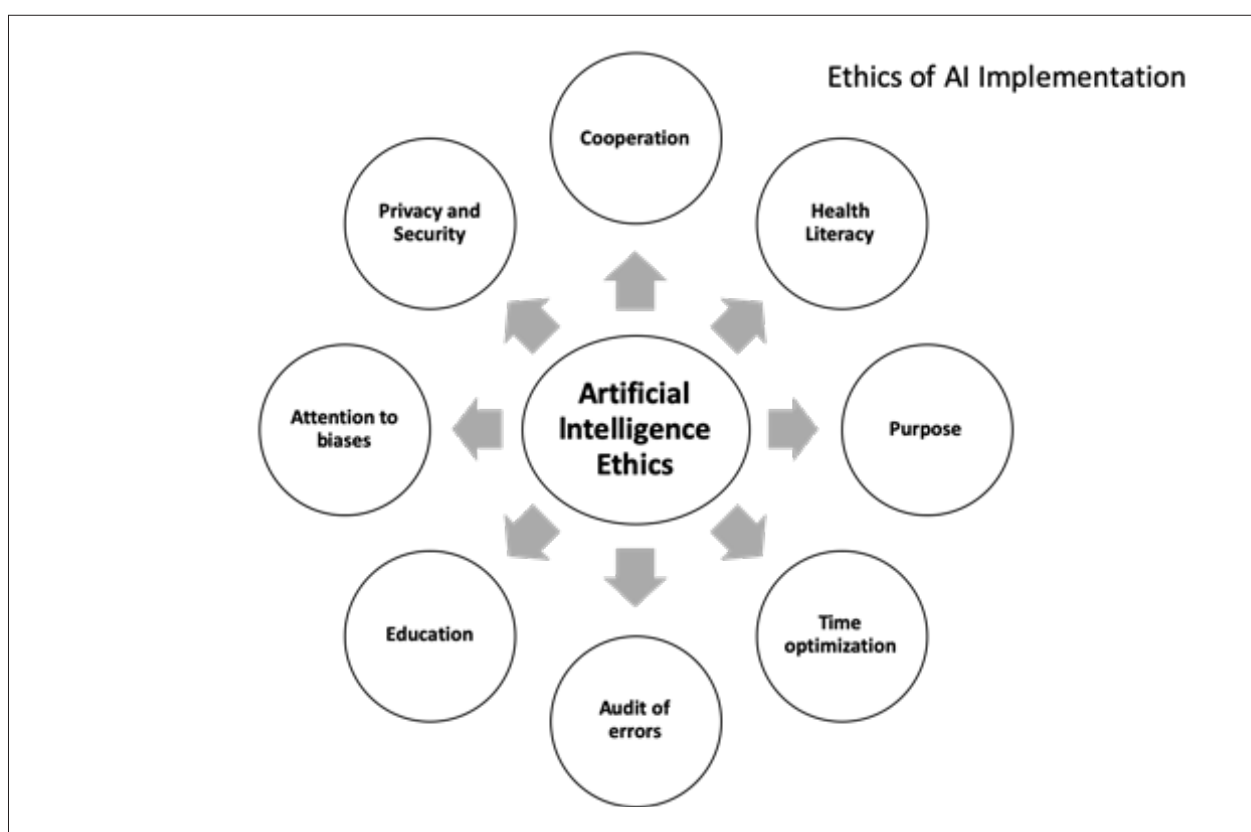 Ethics of AI Implementation
Cooperation
Health
Literacy
Purpose
Time
optimization
Audit of
errors
Education
Attention to
biases
Privacy and
Security
Artificial
Intelligence
Ethics